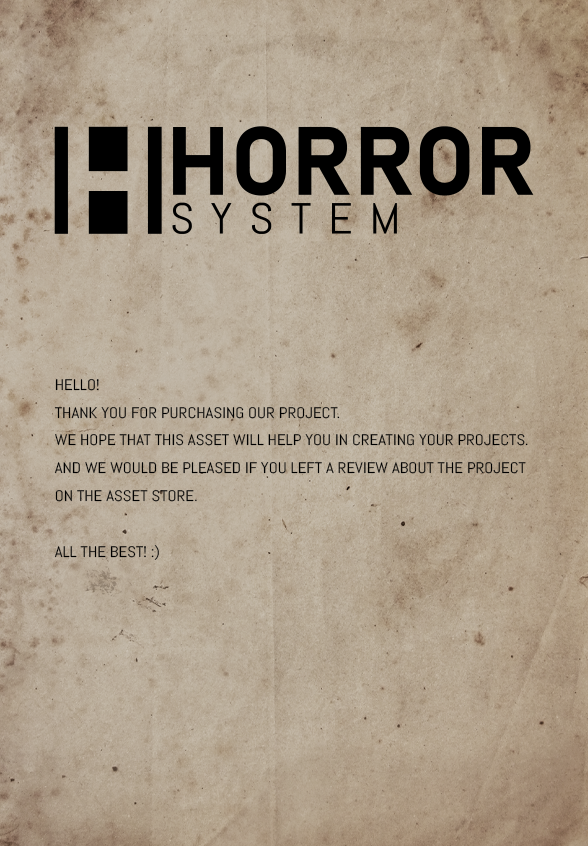 HORROR
SYSTEM
HELLO!
THANK YOU FOR PURCHASING OUR PROJECT.
WE HOPE THAT THIS ASSET WILL HELP YOU IN CREATING YOUR PROJECTS.
AND WE WOULD BE PLEASED IF YOU LEFT A REVIEW ABOUT THE PROJECT
ON THE ASSET STORE.
ALL THE BEST! :)